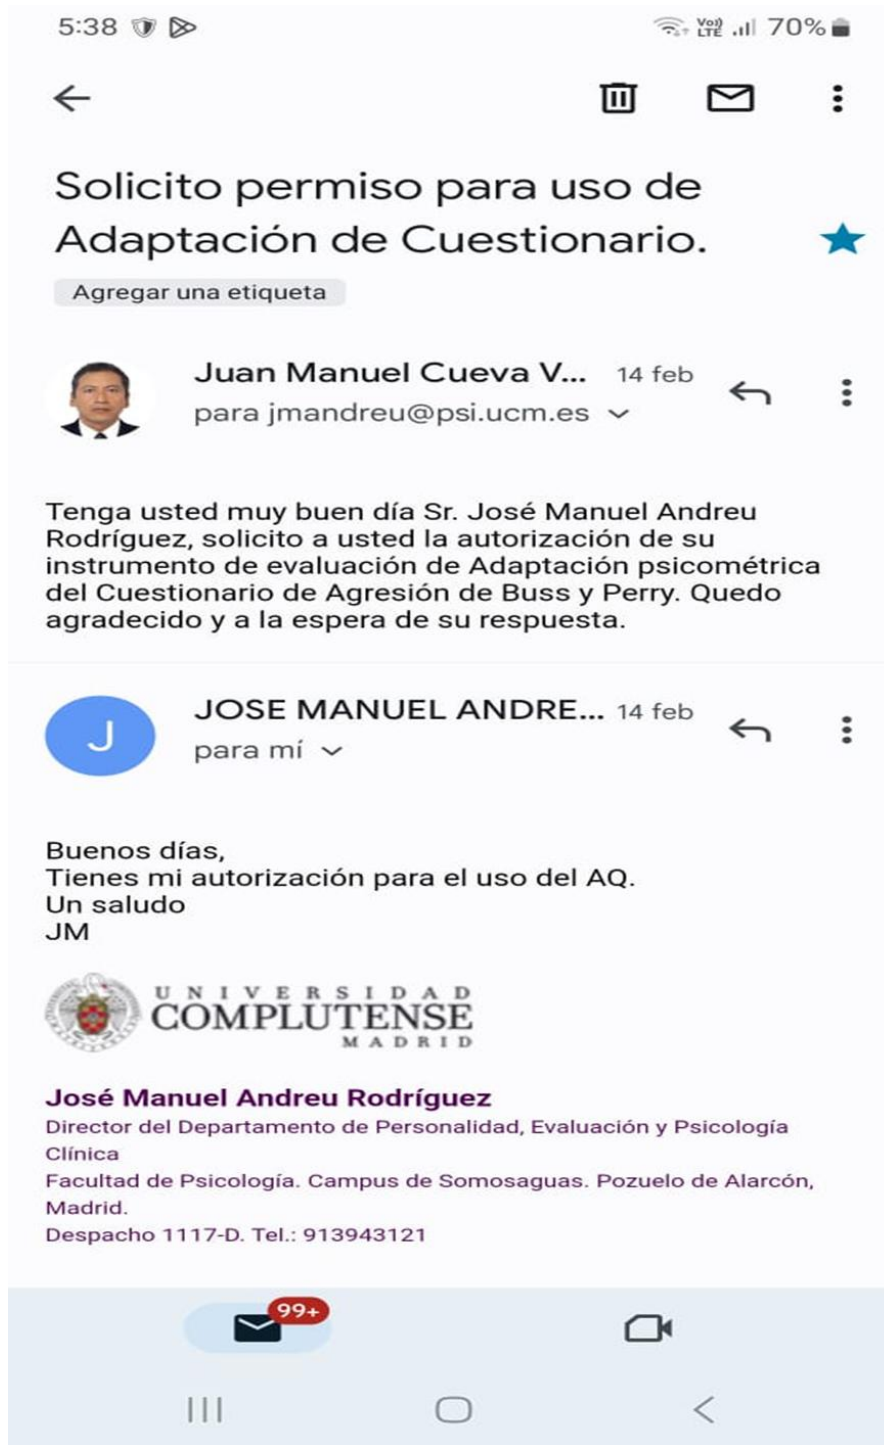 5:38 Vo)) LTE 70%
Solicito permiso para uso de
Adaptación de Cuestionario.
Agregar una etiqueta
Juan Manuel Cueva V... 14 feb
para jmandreu@psi.ucm.es
Tenga usted muy buen día Sr. José Manuel Andreu
Rodríguez, solicito a usted la autorización de su
instrumento de evaluación de Adaptación psicométrica
del Cuestionario de Agresión de Buss y Perry. Quedo
agradecido y a la espera de su respuesta.
J
JOSE MANUEL ANDRE... 14 feb
para mí
Buenos días,
Tienes mi autorización para el uso del AQ.
Un saludo
JM
UNIVERSIDAD
COMPLUTENSE
MADRID
José Manuel Andreu Rodríguez
Director del Departamento de Personalidad, Evaluación y Psicología
Clínica
Facultad de Psicología. Campus de Somosaguas. Pozuelo de Alarcón,
Madrid.
Despacho 1117-D. Tel.: 913943121
99+